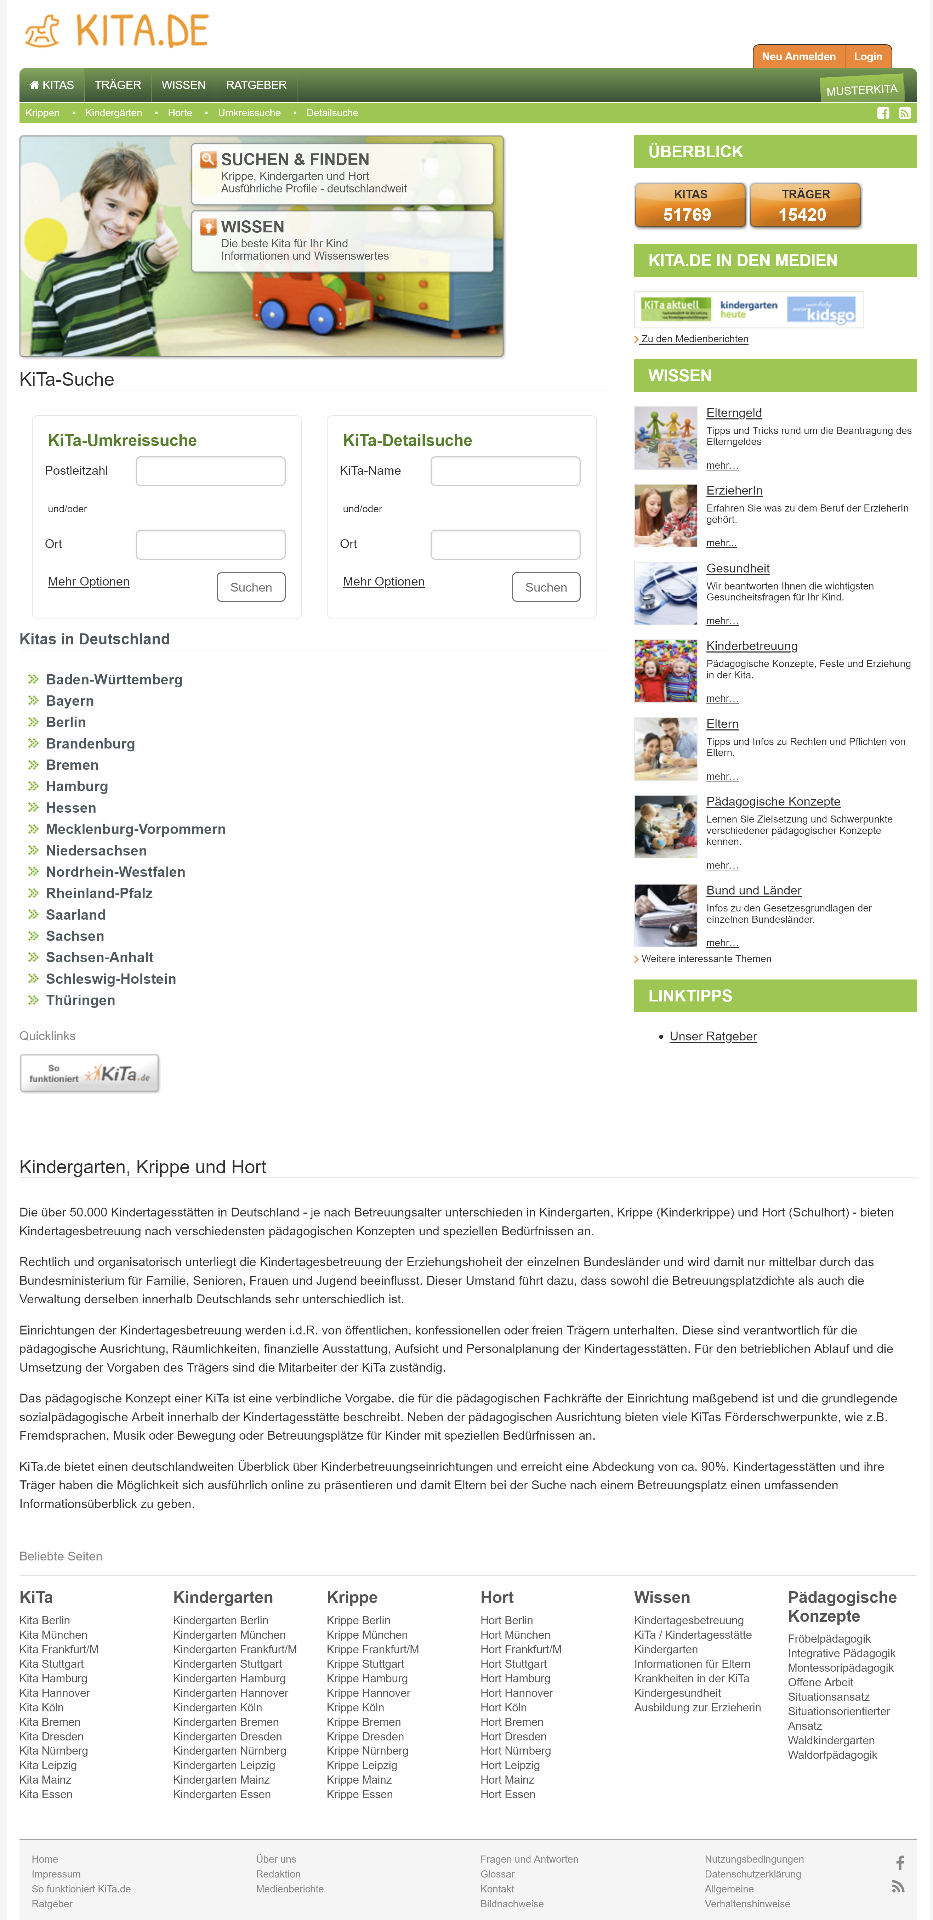 KITA.DE
Neu Anmelden
Login
KITAS
TRÄGER
WISSEN
RATGEBER
MUSTERKITA
Krippen • Kindergärten • Horte • Umkreissuche • Detailsuche
SUCHEN & FINDEN
Krippe, Kindergarten und Hort
Ausführliche Profile - deutschlandweit
WISSEN
Die beste Kita für Ihr Kind
Informationen und Wissenswertes
KiTa-Suche
KiTa-Umkreissuche
Postleitzahl
und/oder
Ort
Mehr Optionen
Suchen
KiTa-Detailsuche
KiTa-Name
und/oder
Ort
Mehr Optionen
Suchen
Kitas in Deutschland
Baden-Württemberg
Bayern
Berlin
Brandenburg
Bremen
Hamburg
Hessen
Mecklenburg-Vorpommern
Niedersachsen
Nordrhein-Westfalen
Rheinland-Pfalz
Saarland
Sachsen
Sachsen-Anhalt
Schleswig-Holstein
Thüringen
Quicklinks
So
funktioniert KiTa.de
ÜBERBLICK
KITAS
51769
TRÄGER
15420
KITA.DE IN DEN MEDIEN
KiTa aktuell
kindergarten
heute
kidsgo
Zu den Medienberichten
WISSEN
Elterngeld
Tipps und Tricks rund um die Beantragung des
Elterngeldes
mehr...
ErzieherIn
Erfahren Sie was zu dem Beruf der ErzieherIn
gehört.
mehr...
Gesundheit
Wir beantworten Ihnen die wichtigsten
Gesundheitsfragen für Ihr Kind.
mehr...
Kinderbetreuung
Pädagogische Konzepte, Feste und Erziehung
in der Kita.
mehr...
Eltern
Tipps und Infos zu Rechten und Pflichten von
Eltern.
mehr...
Pädagogische Konzepte
Lernen Sie Zielsetzung und Schwerpunkte
verschiedener pädagogischer Konzepte
kennen.
mehr...
Bund und Länder
Infos zu den Gesetzesgrundlagen der
einzelnen Bundesländer.
mehr...
Weitere interessante Themen
LINKTIPPS
• Unser Ratgeber
Kindergarten, Krippe und Hort
Die über 50.000 Kindertagesstätten in Deutschland - je nach Betreuungsalter unterschieden in Kindergarten, Krippe (Kinderkrippe) und Hort (Schulhort) - bieten
Kindertagesbetreuung nach verschiedensten pädagogischen Konzepten und speziellen Bedürfnissen an.
Rechtlich und organisatorisch unterliegt die Kindertagesbetreuung der Erziehungshoheit der einzelnen Bundesländer und wird damit nur mittelbar durch das
Bundesministerium für Familie, Senioren, Frauen und Jugend beeinflusst. Dieser Umstand führt dazu, dass sowohl die Betreuungsplatzdichte als auch die
Verwaltung derselben innerhalb Deutschlands sehr unterschiedlich ist.
Einrichtungen der Kindertagesbetreuung werden i.d.R. von öffentlichen, konfessionellen oder freien Trägern unterhalten. Diese sind verantwortlich für die
pädagogische Ausrichtung, Räumlichkeiten, finanzielle Ausstattung, Aufsicht und Personalplanung der Kindertagesstätten. Für den betrieblichen Ablauf und die
Umsetzung der Vorgaben des Trägers sind die Mitarbeiter der KiTa zuständig.
Das pädagogische Konzept einer KiTa ist eine verbindliche Vorgabe, die für die pädagogischen Fachkräfte der Einrichtung maßgebend ist und die grundlegende
sozialpädagogische Arbeit innerhalb der Kindertagesstätte beschreibt. Neben der pädagogischen Ausrichtung bieten viele KiTas Förderschwerpunkte, wie z.B.
Fremdsprachen, Musik oder Bewegung oder Betreuungsplätze für Kinder mit speziellen Bedürfnissen an.
KiTa.de bietet einen deutschlandweiten Überblick über Kinderbetreuungseinrichtungen und erreicht eine Abdeckung von ca. 90%. Kindertagesstätten und ihre
Träger haben die Möglichkeit sich ausführlich online zu präsentieren und damit Eltern bei der Suche nach einem Betreuungsplatz einen umfassenden
Informationsüberblick zu geben.
Beliebte Seiten
KiTa
Kita Berlin
Kita München
Kita Frankfurt/M
Kita Stuttgart
Kita Hamburg
Kita Hannover
Kita Köln
Kita Bremen
Kita Dresden
Kita Nürnberg
Kita Leipzig
Kita Mainz
Kita Essen
Kindergarten
Kindergarten Berlin
Kindergarten München
Kindergarten Frankfurt/M
Kindergarten Stuttgart
Kindergarten Hamburg
Kindergarten Hannover
Kindergarten Köln
Kindergarten Bremen
Kindergarten Dresden
Kindergarten Nürnberg
Kindergarten Leipzig
Kindergarten Mainz
Kindergarten Essen
Krippe
Krippe Berlin
Krippe München
Krippe Frankfurt/M
Krippe Stuttgart
Krippe Hamburg
Krippe Hannover
Krippe Köln
Krippe Bremen
Krippe Dresden
Krippe Nürnberg
Krippe Leipzig
Krippe Mainz
Krippe Essen
Hort
Hort Berlin
Hort München
Hort Frankfurt/M
Hort Stuttgart
Hort Hamburg
Hort Hannover
Hort Köln
Hort Bremen
Hort Dresden
Hort Nürnberg
Hort Leipzig
Hort Mainz
Hort Essen
Wissen
Kindertagesbetreuung
KiTa / Kindertagesstätte
Kindergarten
Informationen für Eltern
Krankheiten in der KiTa
Kindergesundheit
Ausbildung zur Erzieherin
Pädagogische
Konzepte
Fröbelpädagogik
Integrative Pädagogik
Montessoripädagogik
Offene Arbeit
Situationsansatz
Situationsorientierter
Ansatz
Waldkindergarten
Waldorfpädagogik
Home
Impressum
So funktioniert KiTa.de
Ratgeber
Über uns
Redaktion
Medienberichte
Fragen und Antworten
Glossar
Kontakt
Bildnachweise
Nutzungsbedingungen
Datenschutzerklärung
Allgemeine
Verhaltenshinweise